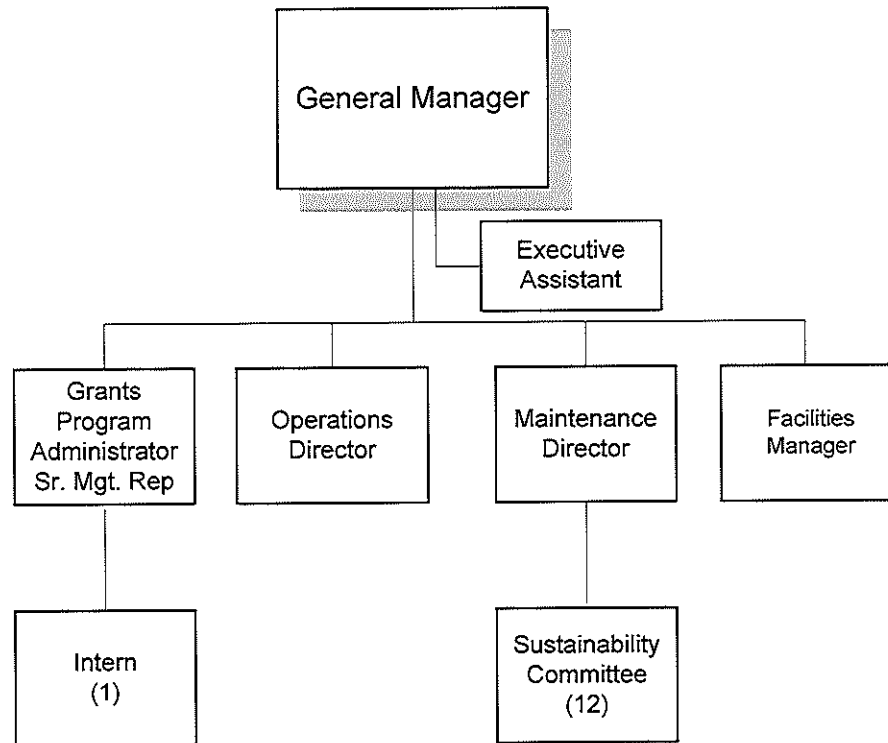 General Manager
Executive
Assistant
Grants
Program
Administrator
Sr. Mgt. Rep
Operations
Director
Maintenance
Director
Facilities
Manager
Intern
(1)
Sustainability
Committee
(12)